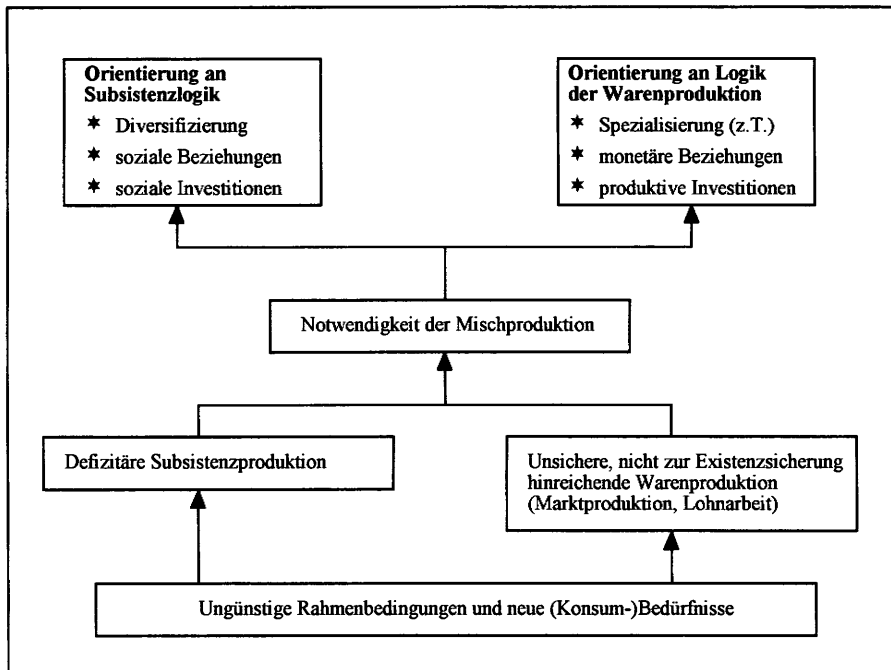 Orientierung an
Subsistenzlogik
✶ Diversifizierung
✶ soziale Beziehungen
✶ soziale Investitionen
Orientierung an Logik
der Warenproduktion
✶ Spezialisierung (z.T.)
✶ monetäre Beziehungen
✶ produktive Investitionen
Notwendigkeit der Mischproduktion
Defizitäre Subsistenzproduktion
Unsichere, nicht zur Existenzsicherung
hinreichende Warenproduktion
(Marktproduktion, Lohnarbeit)
Ungünstige Rahmenbedingungen und neue (Konsum-)Bedürfnisse